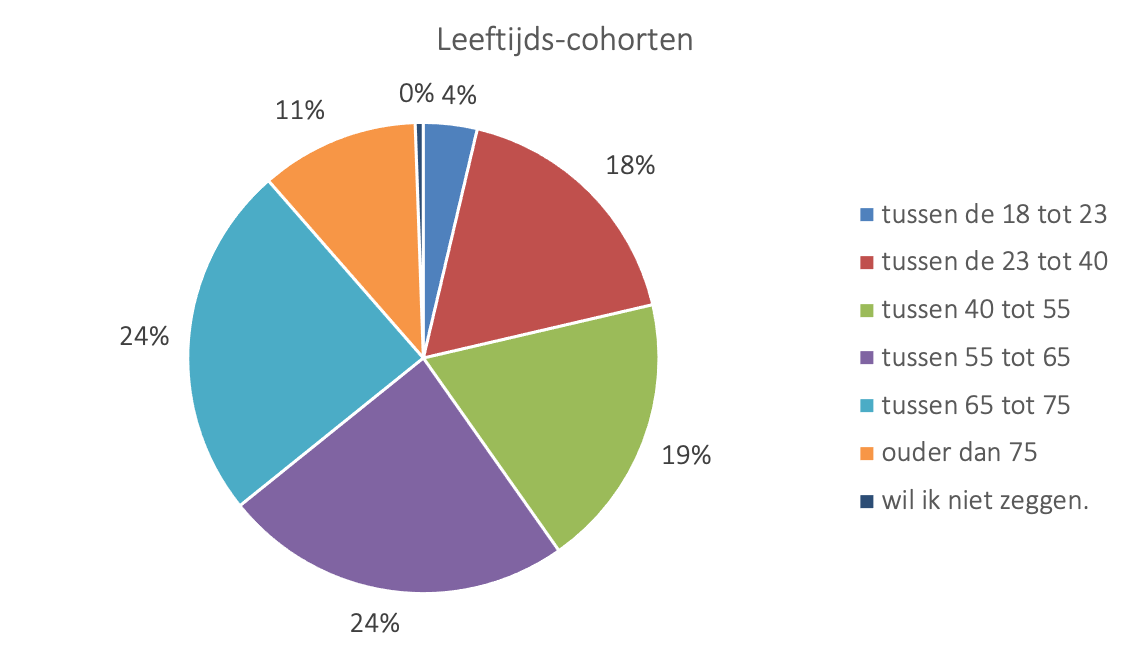 Leeftijds-cohorten
0% 4%
11%
18%
24%
19%
24%
tussen de 18 tot 23
tussen de 23 tot 40
tussen 40 tot 55
tussen 55 tot 65
tussen 65 tot 75
ouder dan 75
wil ik niet zeggen.